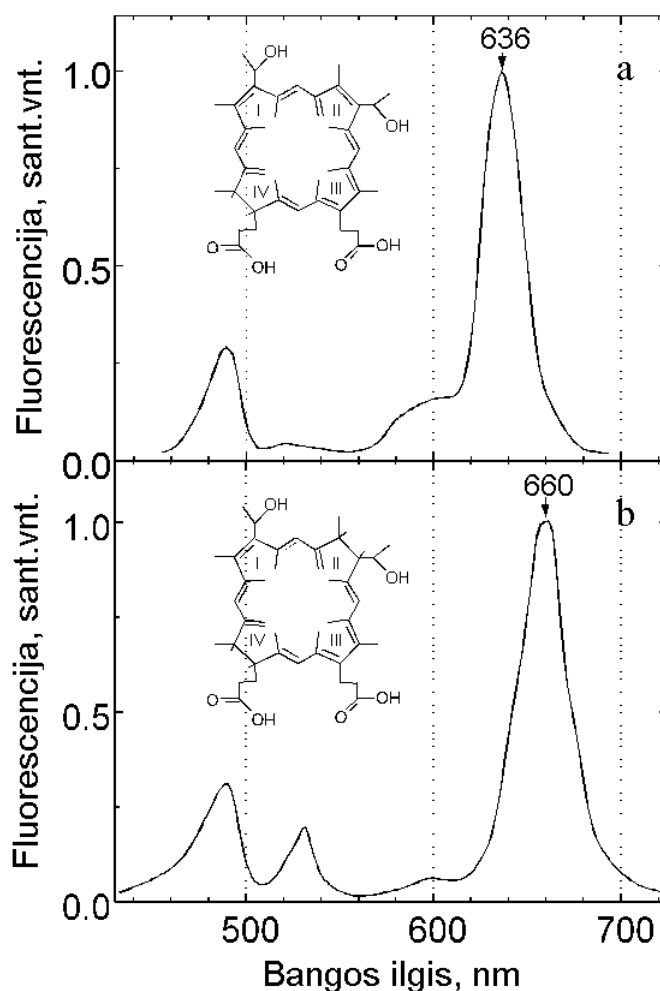 636
a
1.0
0.5
0.0
Fluorescencija, sant.vnt.
OH
I II
OH
IV III
O OH O OH
660
b
1.0
0.5
0.0
Fluorescencija, sant.vnt.
OH
I II
OH
IV III
O OH O OH
500 600 700
Bangos ilgis, nm